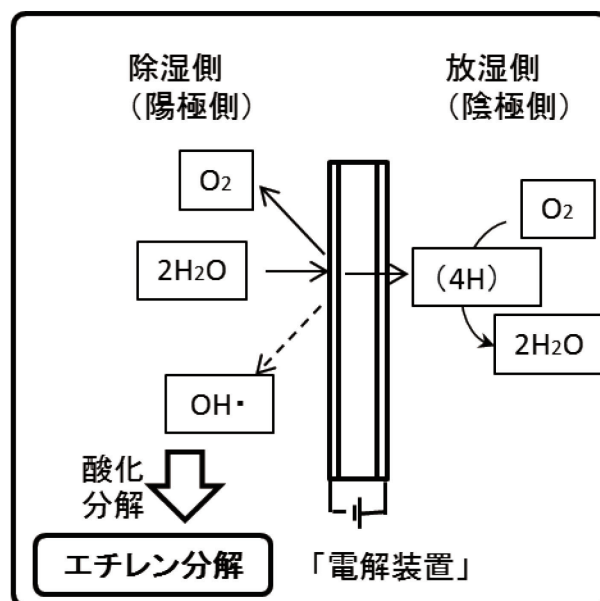 除湿側
（陽極側）
放湿側
（陰極側）
O₂
O₂
2H₂O
（4H）
2H₂O
OH･
酸化
分解
エチレン分解
「電解装置」